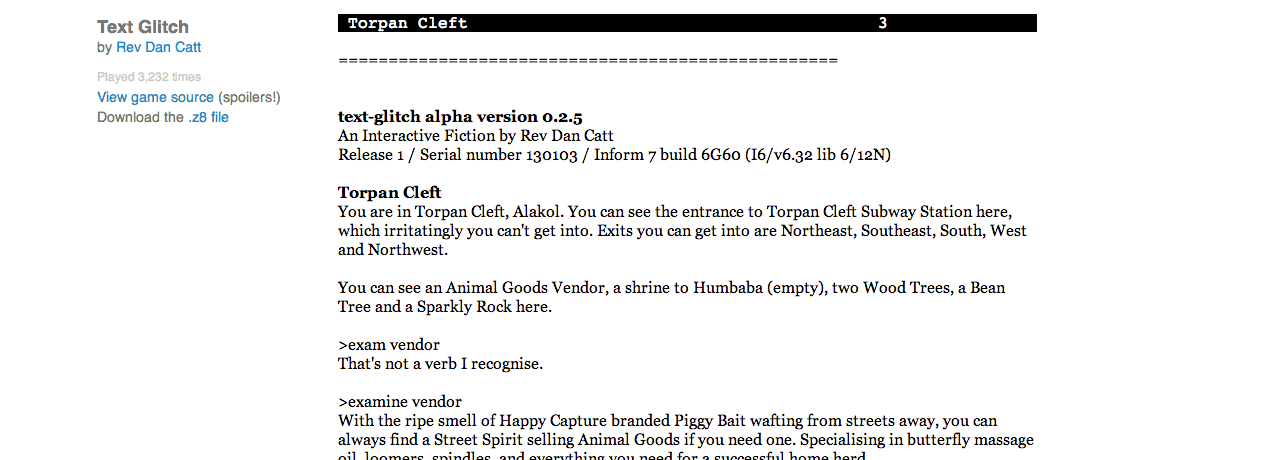 Text Glitch
by Rev Dan Catt
Played 3,232 times
View game source (spoilers!)
Download the .z8 file
Torpan Cleft 3
==================================================
text-glitch alpha version 0.2.5
An Interactive Fiction by Rev Dan Catt
Release 1 / Serial number 130103 / Inform 7 build 6G60 (I6/v6.32 lib 6/12N)
Torpan Cleft
You are in Torpan Cleft, Alakol. You can see the entrance to Torpan Cleft Subway Station here,
which irritatingly you can't get into. Exits you can get into are Northeast, Southeast, South, West
and Northwest.
You can see an Animal Goods Vendor, a shrine to Humbaba (empty), two Wood Trees, a Bean
Tree and a Sparkly Rock here.
>exam vendor
That's not a verb I recognise.
>examine vendor
With the ripe smell of Happy Capture branded Piggy Bait wafting from streets away, you can
always find a Street Spirit selling Animal Goods if you need one. Specialising in butterfly massage
oil, loomers, spindles, and everything you need for a successful home herd.